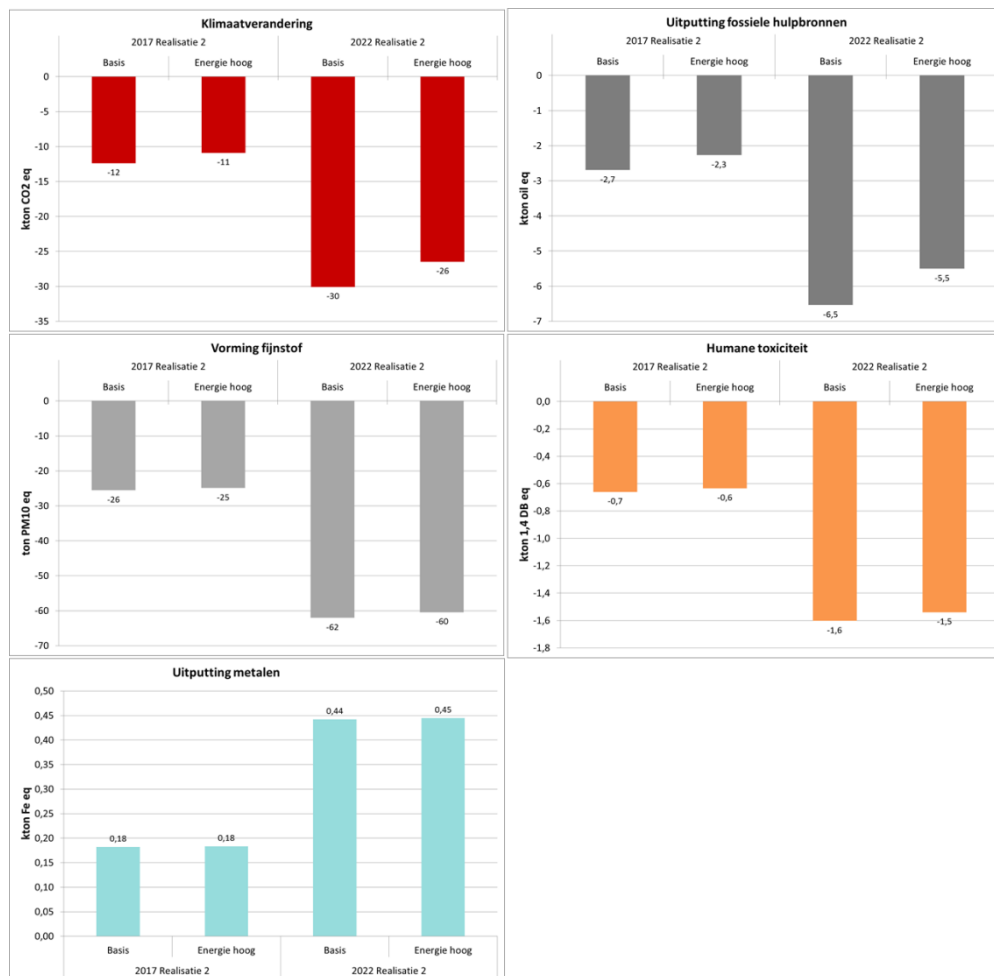 Klimaatverandering
2017 Realisatie 2 2022 Realisatie 2
Basis Energie hoog Basis Energie hoog
kton CO2 eq
0
-5
-10
-15
-20
-25
-30
-35
-12 -11 -30 -26
Uitputting fossiele hulpbronnen
2017 Realisatie 2 2022 Realisatie 2
Basis Energie hoog Basis Energie hoog
kton oil eq
0
-1
-2
-3
-4
-5
-6
-7
-2,7 -2,3 -6,5 -5,5
Vorming fijnstof
2017 Realisatie 2 2022 Realisatie 2
Basis Energie hoog Basis Energie hoog
ton PM10 eq
0
-10
-20
-30
-40
-50
-60
-70
-26 -25 -62 -60
Humane toxiciteit
2017 Realisatie 2 2022 Realisatie 2
Basis Energie hoog Basis Energie hoog
kton 1,4 DB eq
0,0
-0,2
-0,4
-0,6
-0,8
-1,0
-1,2
-1,4
-1,6
-1,8
-0,7 -0,6 -1,6 -1,5
Uitputting metalen
kton Fe eq
0,50
0,45
0,40
0,35
0,30
0,25
0,20
0,15
0,10
0,05
0,00
0,18 0,18 0,44 0,45
Basis Energie hoog Basis Energie hoog
2017 Realisatie 2 2022 Realisatie 2